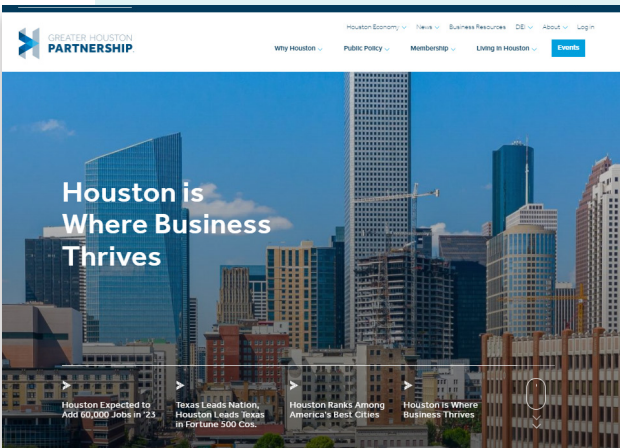 Houston Economy News Business Resources DEI About Log in
GREATER HOUSTON
PARTNERSHIP
Why Houston Public Policy Membership Living in Houston Events
Houston is
Where Business
Thrives
Houston Expected to
Add 60,000 Jobs in '23
Texas Leads Nation,
Houston Leads Texas
in Fortune 500 Cos.
Houston Ranks Among
America's Best Cities
Houston is Where
Business Thrives